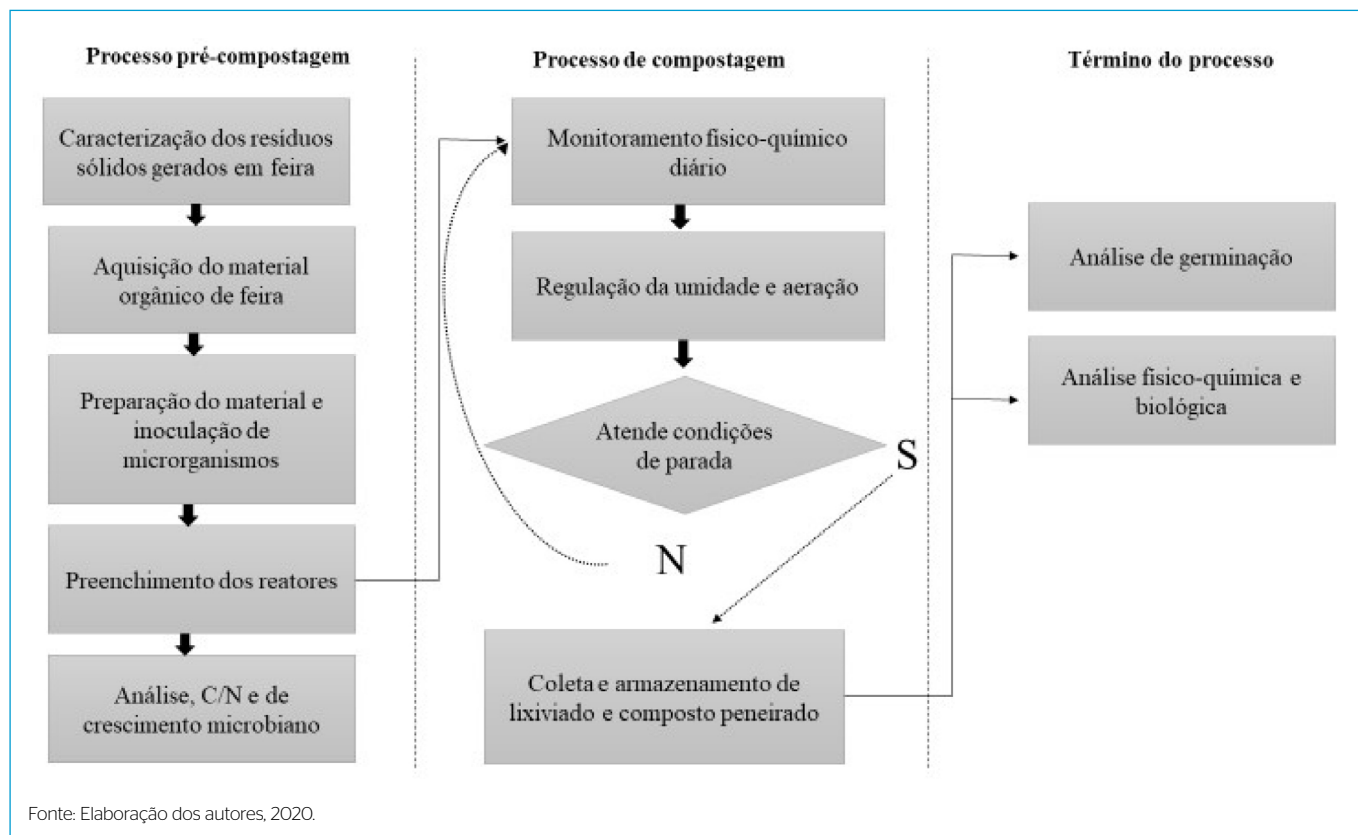 Processo pré-compostagem
Caracterização dos resíduos
sólidos gerados em feira
Aquisição do material
orgânico de feira
Preparação do material e
inoculação de
microrganismos
Preenchimento dos reatores
Análise, C/N e de
crescimento microbiano
Processo de compostagem
Monitoramento físico-químico
diário
Regulação da umidade e aeração
Atende condições
de parada
S
N
Coleta e armazenamento de
lixiviado e composto peneirado
Término do processo
Análise de germinação
Análise físico-química e
biológica
Fonte: Elaboração dos autores, 2020.